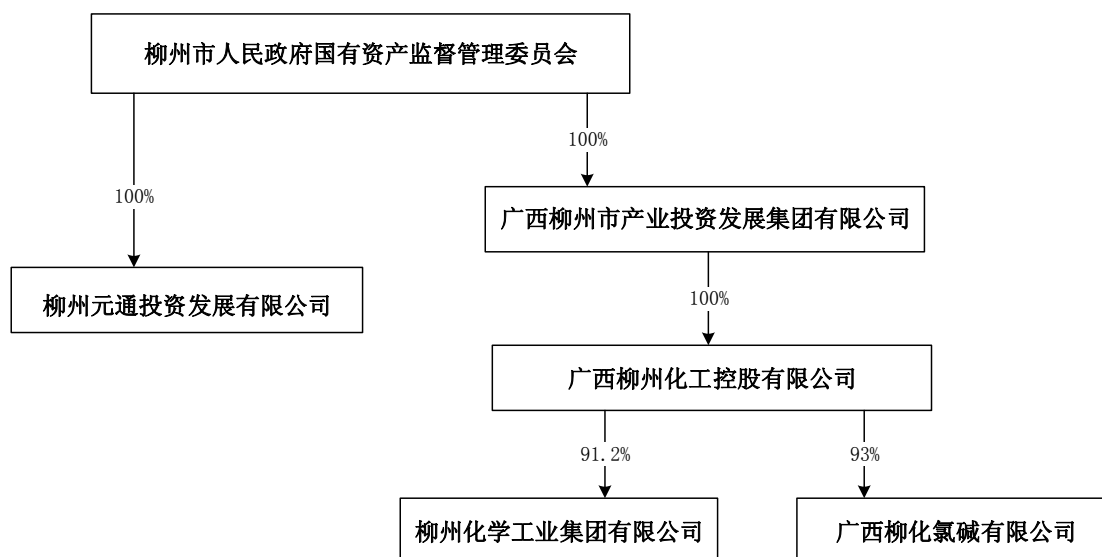 柳州市人民政府国有资产监督管理委员会
100%
100%
广西柳州市产业投资发展集团有限公司
柳州元通投资发展有限公司
100%
广西柳州化工控股有限公司
91.2%
93%
柳州化学工业集团有限公司
广西柳化氯碱有限公司